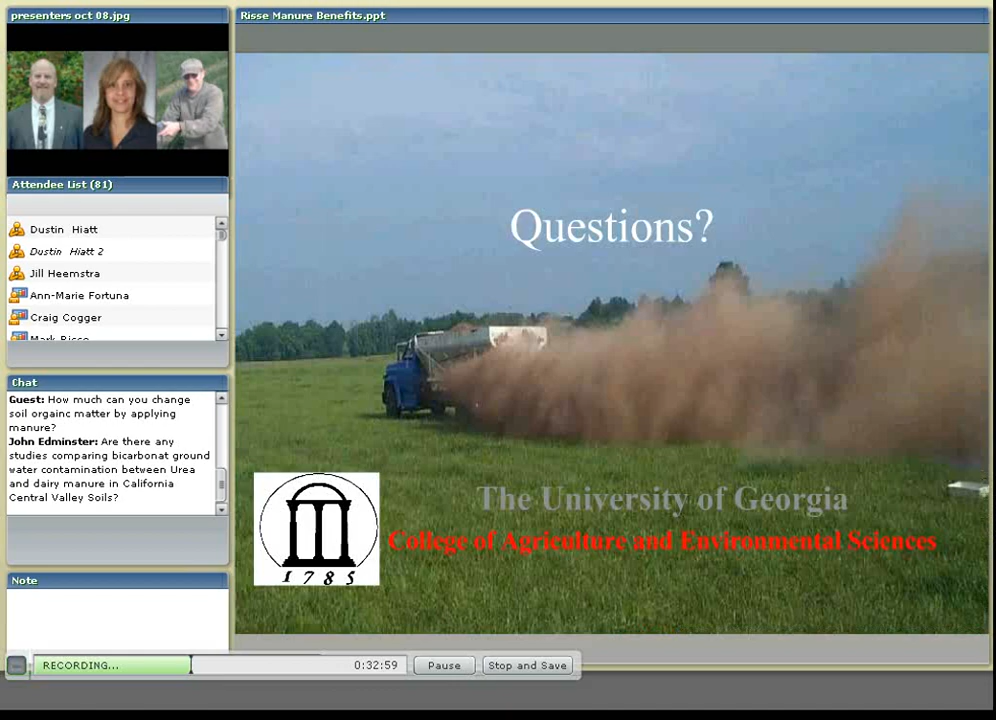 presenters oct 08.jpg
Risse Manure Benefits.ppt
Attendee List (81)
Dustin Hiatt
Dustin Hiatt 2
Jill Heemstra
Ann-Marie Fortuna
Craig Cogger
Mark Risse
Chat
Guest: How much can you change
soil orgainc matter by applying
manure?
John Edminster: Are there any
studies comparing bicarbonat ground
water contamination between Urea
and dairy manure in California
Central Valley Soils?
Note
Questions?
The University of Georgia
College of Agriculture and Environmental Sciences
1785
RECORDING...
0:32:59
Pause
Stop and Save